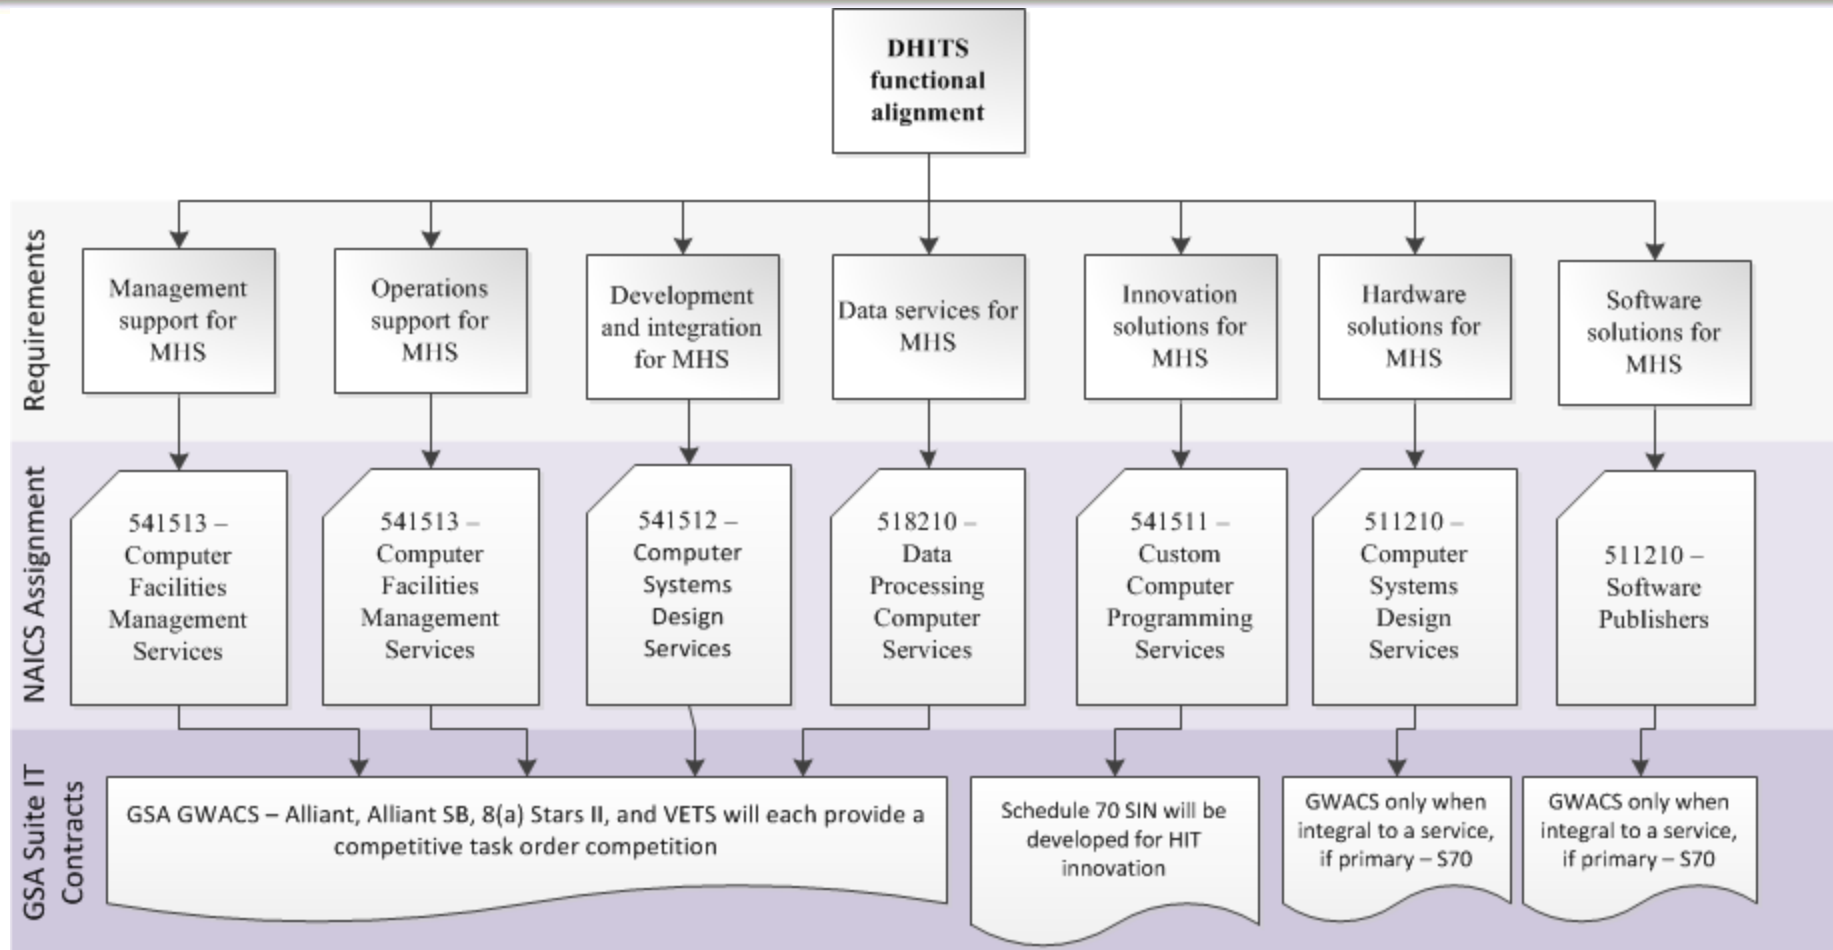 DHITS
functional
alignment
Requirements
Management
support for
MHS
Operations
support for
MHS
Development
and integration
for MHS
Data services for
MHS
Innovation
solutions for
MHS
Hardware
solutions for
MHS
Software
solutions for
MHS
NAICS Assignment
541513 –
Computer
Facilities
Management
Services
541513 –
Computer
Facilities
Management
Services
541512 –
Computer
Systems
Design
Services
518210 –
Data
Processing
Computer
Services
541511 –
Custom
Computer
Programming
Services
511210 –
Computer
Systems
Design
Services
511210 –
Software
Publishers
GSA Suite IT
Contracts
GSA GWACS – Alliant, Alliant SB, 8(a) Stars II, and VETS will each provide a
competitive task order competition
Schedule 70 SIN will be
developed for HIT
innovation
GWACS only when
integral to a service,
if primary – S70
GWACS only when
integral to a service,
if primary – S70